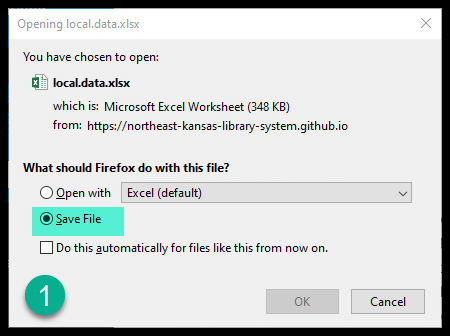 Opening local.data.xlsx
You have chosen to open:
local.data.xlsx
which is: Microsoft Excel Worksheet (348 KB)
from: https://northeast-kansas-library-system.github.io
What should Firefox do with this file?
Open with Excel (default)
Save File
Do this automatically for files like this from now on.
1
OK Cancel